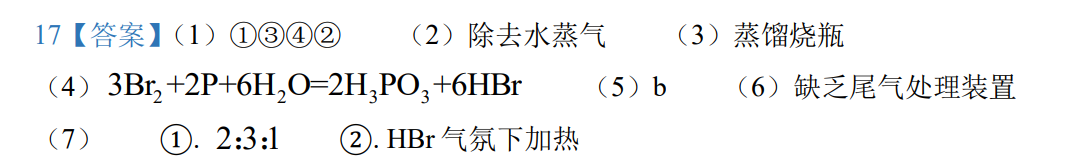 17【答案】（1）①③④②　　（2）除去水蒸气　　（3）蒸馏烧瓶
（4）3Br₂+2P+6H₂O=2H₃PO₃+6HBr　　（5）b　　（6）缺乏尾气处理装置
（7）　　①. 2:3:1　　②. HBr 气氛下加热